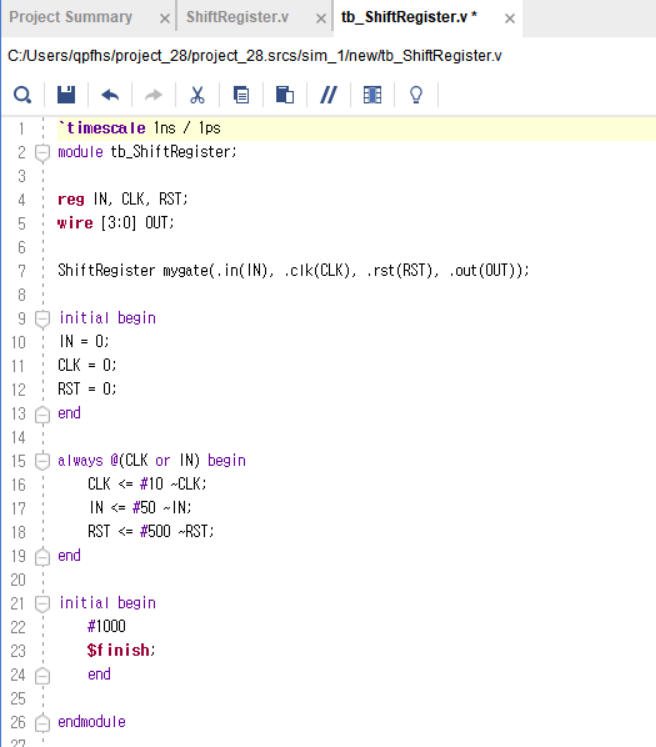 Project Summary × ShiftRegister.v × tb_ShiftRegister.v * ×
C:/Users/qpfhs/project_28/project_28.srcs/sim_1/new/tb_ShiftRegister.v
1 `timescale 1ns / 1ps
2 module tb_ShiftRegister;
3
4 reg IN, CLK, RST;
5 wire [3:0] OUT;
6
7 ShiftRegister mygate(.in(IN), .clk(CLK), .rst(RST), .out(OUT));
8
9 initial begin
10 IN = 0;
11 CLK = 0;
12 RST = 0;
13 end
14
15 always @(CLK or IN) begin
16 CLK <= #10 ~CLK;
17 IN <= #50 ~IN;
18 RST <= #500 ~RST;
19 end
20
21 initial begin
22 #1000
23 $finish;
24 end
25
26 endmodule
27